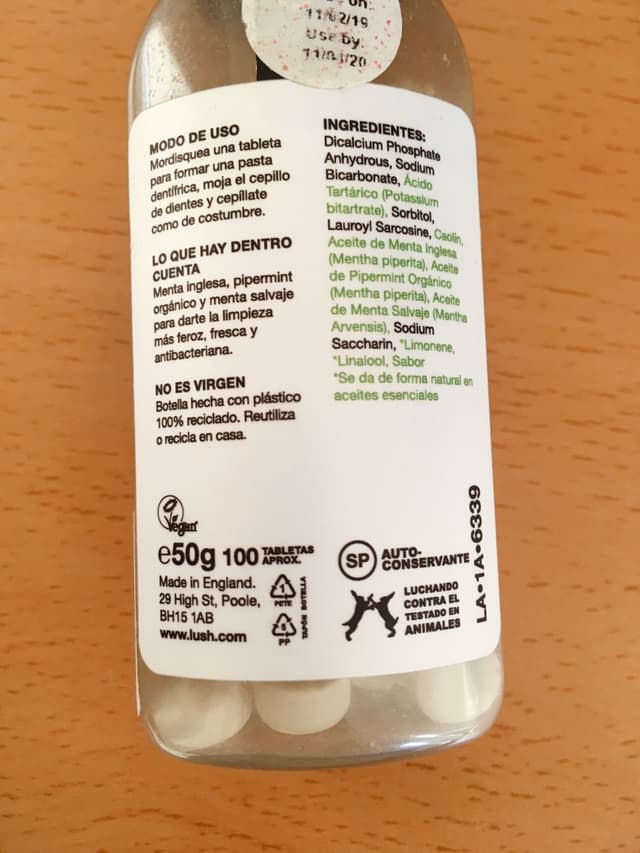 on:
11/02/19
Use by:
MODO DE USO
Mordisquea una tableta
para formar una pasta
dentífrica, moja el cepillo
de dientes y cepíllate
como de costumbre.
LO QUE HAY DENTRO
CUENTA
Menta inglesa, pipermint
orgánico y menta salvaje
para darte la limpieza
más feroz, fresca y
antibacteriana.
NO ES VIRGEN
Botella hecha con plástico
100% reciclado. Reutiliza
o recicla en casa.
INGREDIENTES:
Dicalcium Phosphate
Anhydrous, Sodium
Bicarbonate, Ácido
Tartárico (Potassium
bitartrate), Sorbitol,
Lauroyl Sarcosine, Caolín,
Aceite de Menta Inglesa
(Mentha piperita), Aceite
de Pipermint Orgánico
(Mentha piperita), Aceite
de Menta Salvaje (Mentha
Arvensis), Sodium
Saccharin, *Limonene,
*Linalool, Sabor
*Se da de forma natural en
aceites esenciales
Vegan
e50g 100 TABLETAS
APROX.
Made in England.
29 High St, Poole,
BH15 1AB
www.lush.com
1
PETE
BOTELLA
5
PP
TAPÓN
SP
AUTO-
CONSERVANTE
LUCHANDO
CONTRA EL
TESTADO EN
ANIMALES
LA•1A•6339